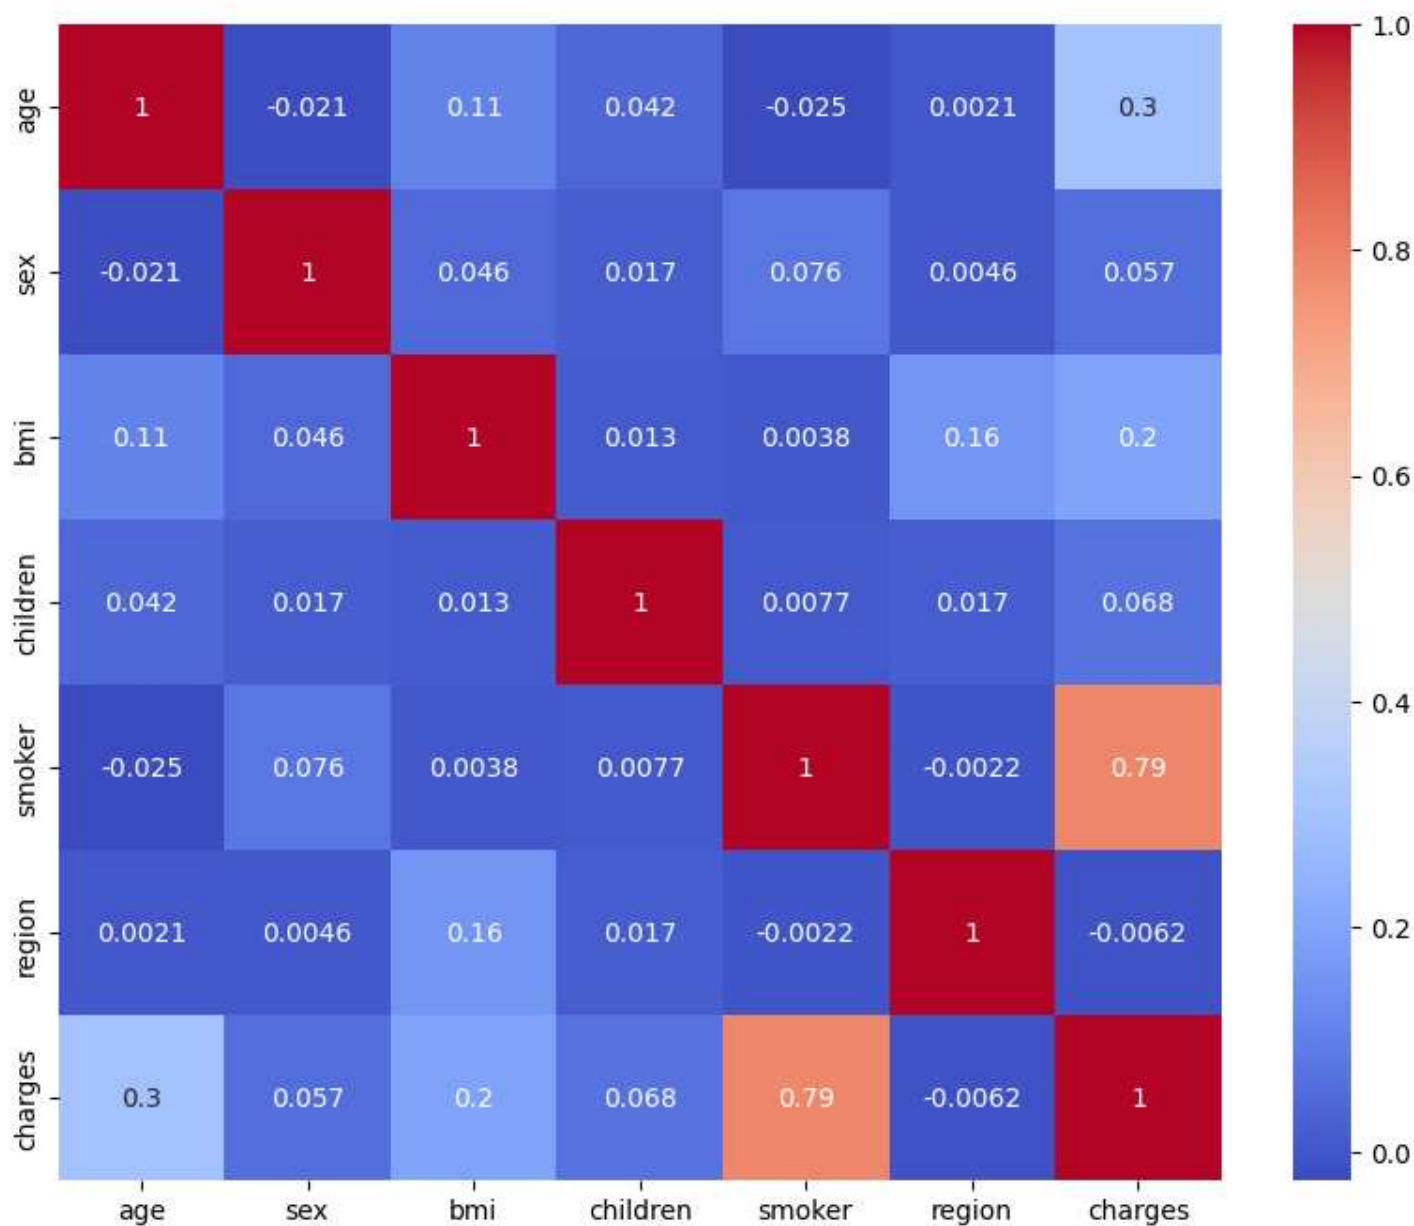 1.0
age 1 -0.021 0.11 0.042 -0.025 0.0021 0.3
0.8
sex -0.021 1 0.046 0.017 0.076 0.0046 0.057
bmi 0.11 0.046 1 0.013 0.0038 0.16 0.2
0.6
children 0.042 0.017 0.013 1 0.0077 0.017 0.068
0.4
smoker -0.025 0.076 0.0038 0.0077 1 -0.0022 0.79
region 0.0021 0.0046 0.16 0.017 -0.0022 1 -0.0062
0.2
charges 0.3 0.057 0.2 0.068 0.79 -0.0062 1
0.0
age sex bmi children smoker region charges